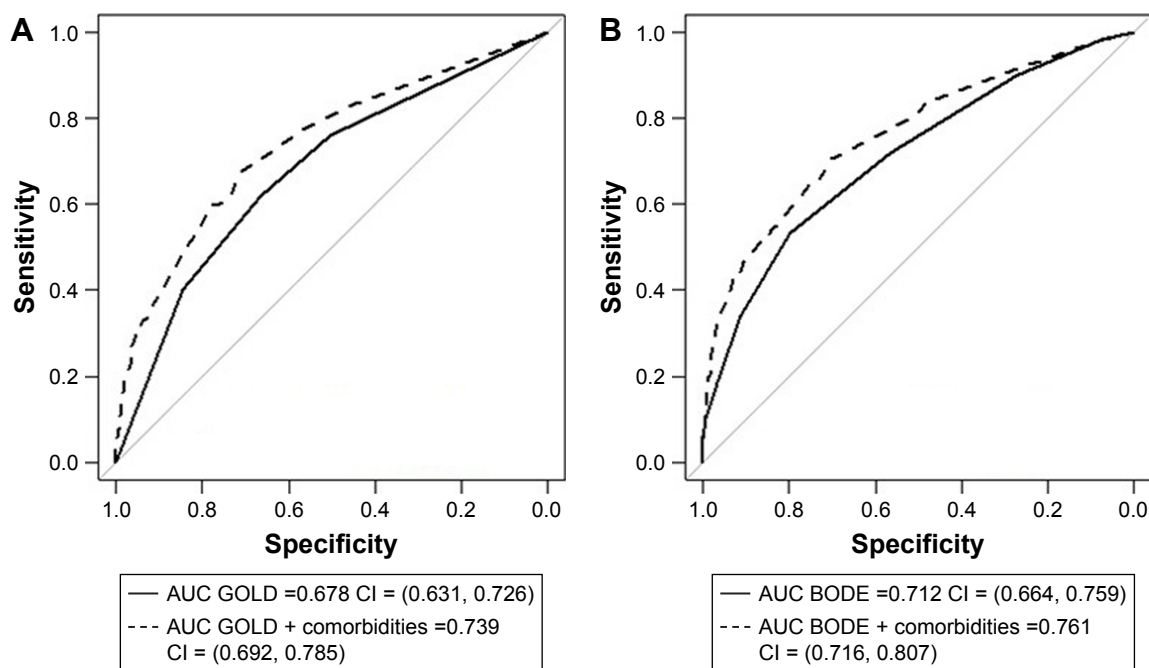 A
1.0
0.8
0.6
0.4
0.2
0.0
Sensitivity
1.0 0.8 0.6 0.4 0.2 0.0
Specificity
AUC GOLD =0.678 CI = (0.631, 0.726)
AUC GOLD + comorbidities =0.739
CI = (0.692, 0.785)
B
1.0
0.8
0.6
0.4
0.2
0.0
Sensitivity
1.0 0.8 0.6 0.4 0.2 0.0
Specificity
AUC BODE =0.712 CI = (0.664, 0.759)
AUC BODE + comorbidities =0.761
CI = (0.716, 0.807)